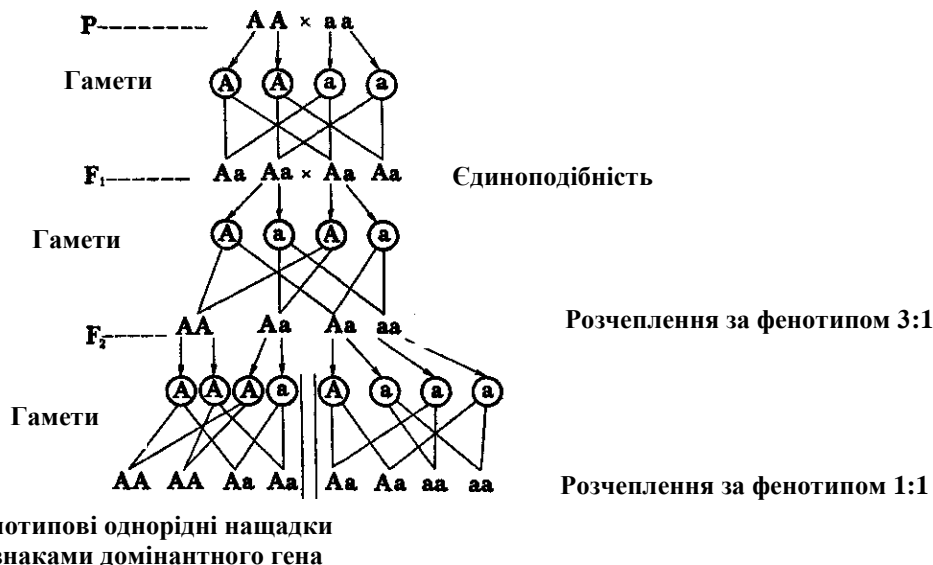 P AA × aa
Гамети A A a a
F₁ Aa Aa × Aa Aa Єдиноподібність
Гамети A a A a
F₂ AA Aa Aa aa Розчеплення за фенотипом 3:1
Гамети A A A a A a a a
AA AA Aa Aa Aa Aa aa aa Розчеплення за фенотипом 1:1
однорідні нащадки
домінантного гена